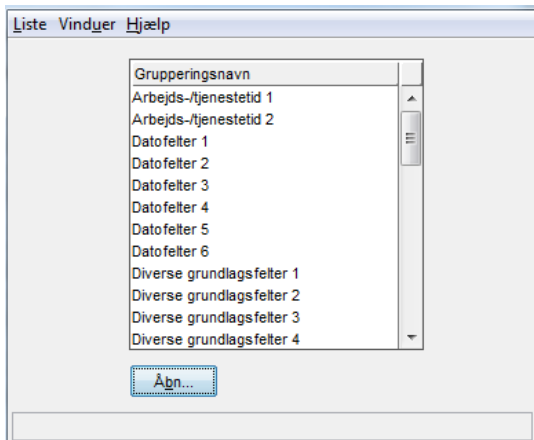 Liste Vinduer Hjælp
Grupperingsnavn
Arbejds-/tjenestetid 1
Arbejds-/tjenestetid 2
Datofelter 1
Datofelter 2
Datofelter 3
Datofelter 4
Datofelter 5
Datofelter 6
Diverse grundlagsfelter 1
Diverse grundlagsfelter 2
Diverse grundlagsfelter 3
Diverse grundlagsfelter 4
Åbn...